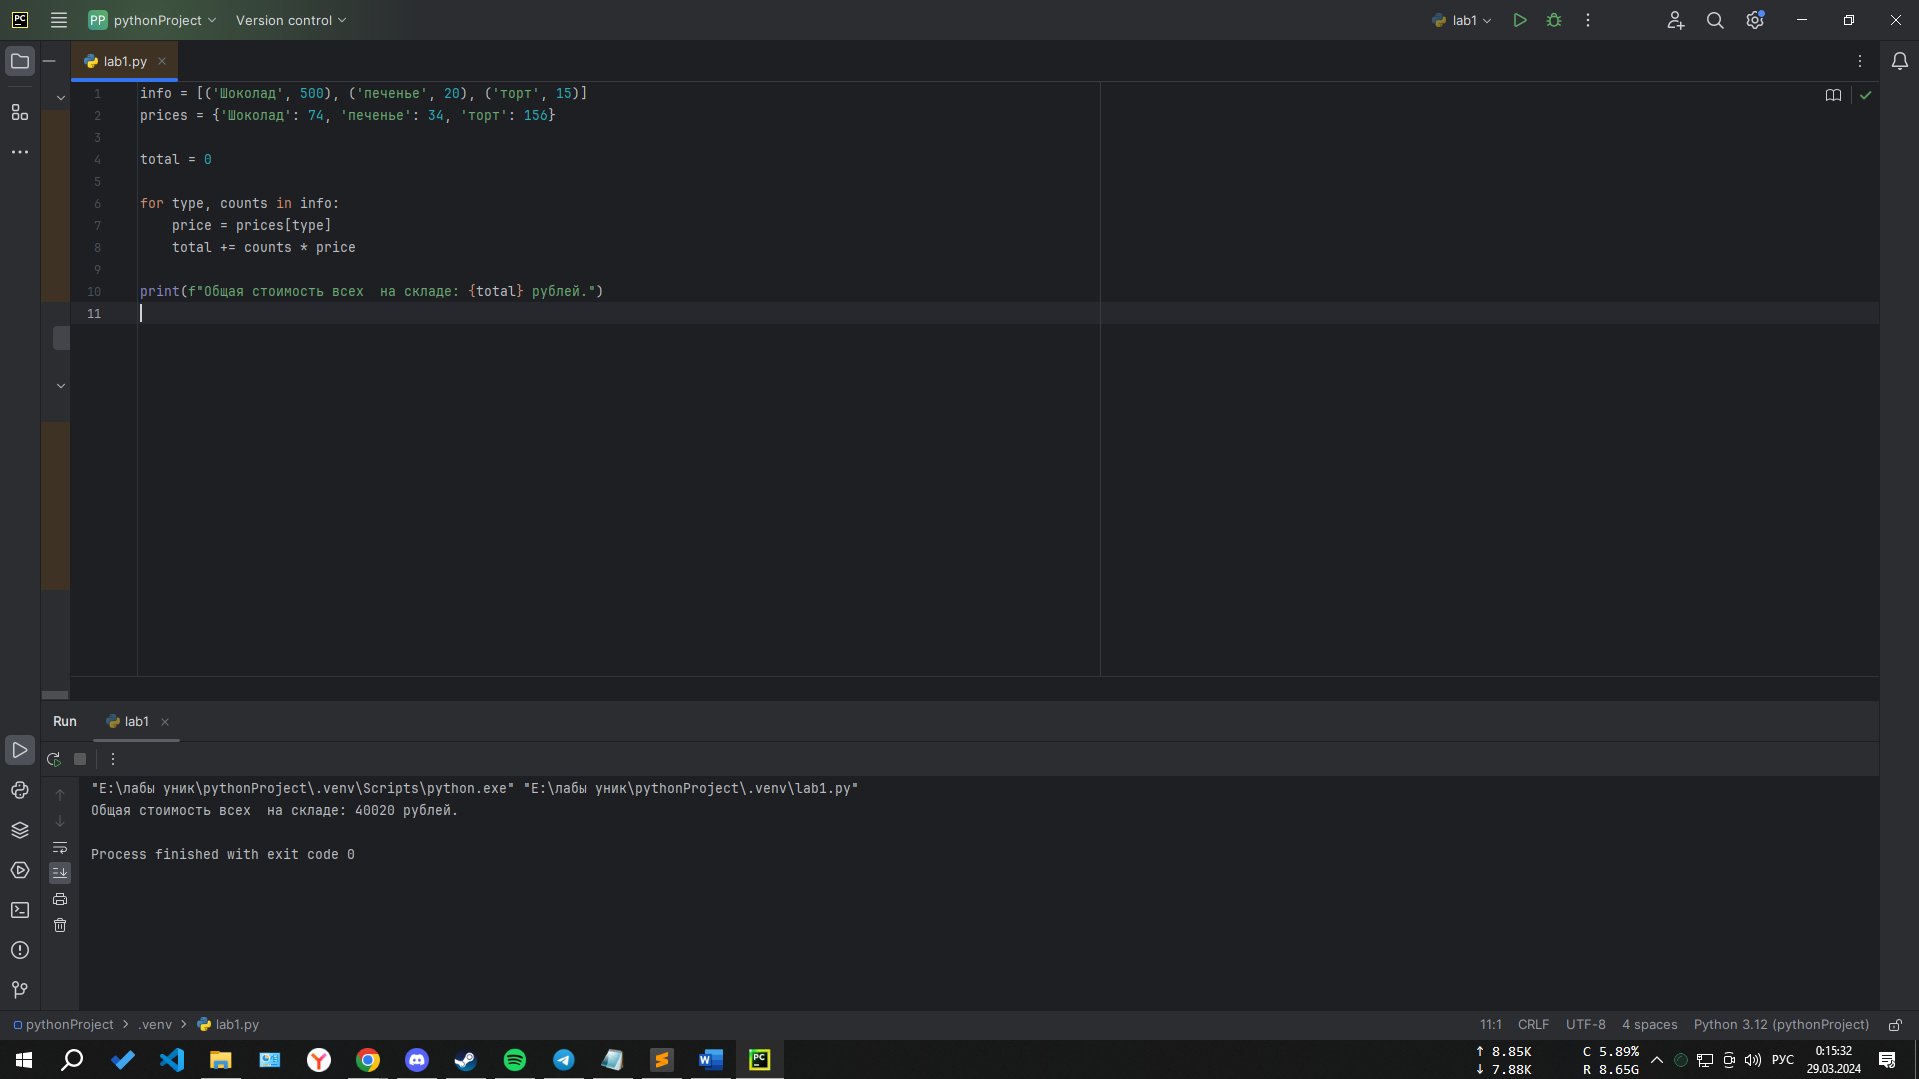 PC PP pythonProject Version control lab1
lab1.py
1 info = [('Шоколад', 500), ('печенье', 20), ('торт', 15)]
2 prices = {'Шоколад': 74, 'печенье': 34, 'торт': 156}
3
4 total = 0
5
6 for type, counts in info:
7 price = prices[type]
8 total += counts * price
9
10 print(f"Общая стоимость всех  на складе: {total} рублей.")
11
Run lab1
"E:\лабы уник\pythonProject\.venv\Scripts\python.exe" "E:\лабы уник\pythonProject\.venv\lab1.py"
Общая стоимость всех  на складе: 40020 рублей.
Process finished with exit code 0
pythonProject > .venv > lab1.py 11:1 CRLF UTF-8 4 spaces Python 3.12 (pythonProject)
↑ 8.85K C 5.89% 0:15:32
↓ 7.88K R 8.65G РУС 29.03.2024